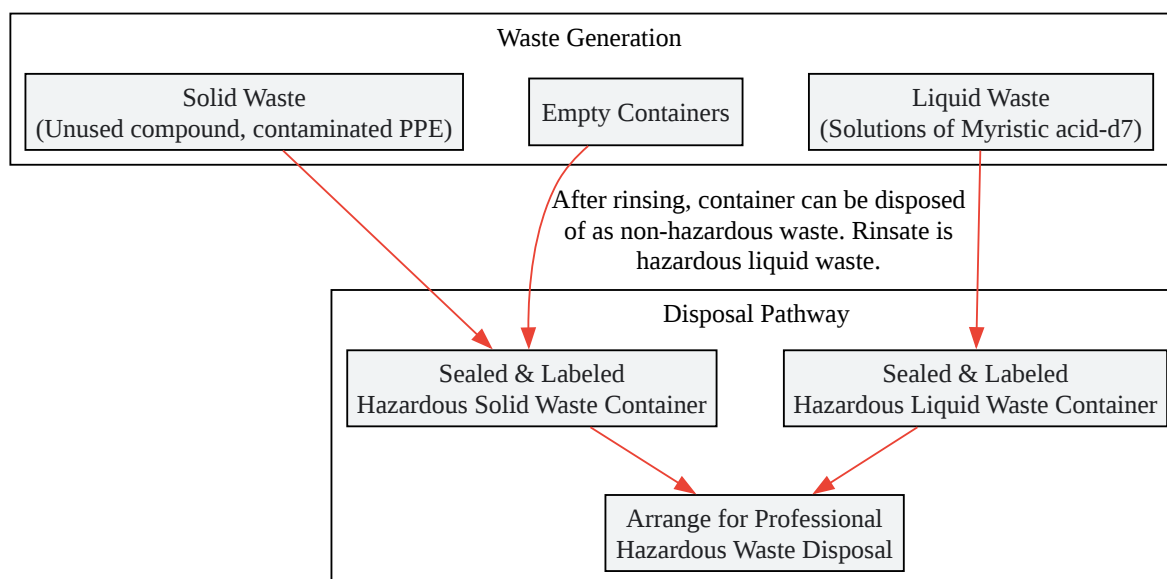 Waste Generation
Solid Waste
(Unused compound, contaminated PPE)
Empty Containers
Liquid Waste
(Solutions of Myristic acid-d7)
After rinsing, container can be disposed
of as non-hazardous waste. Rinsate is
hazardous liquid waste.
Disposal Pathway
Sealed & Labeled
Hazardous Solid Waste Container
Sealed & Labeled
Hazardous Liquid Waste Container
Arrange for Professional
Hazardous Waste Disposal